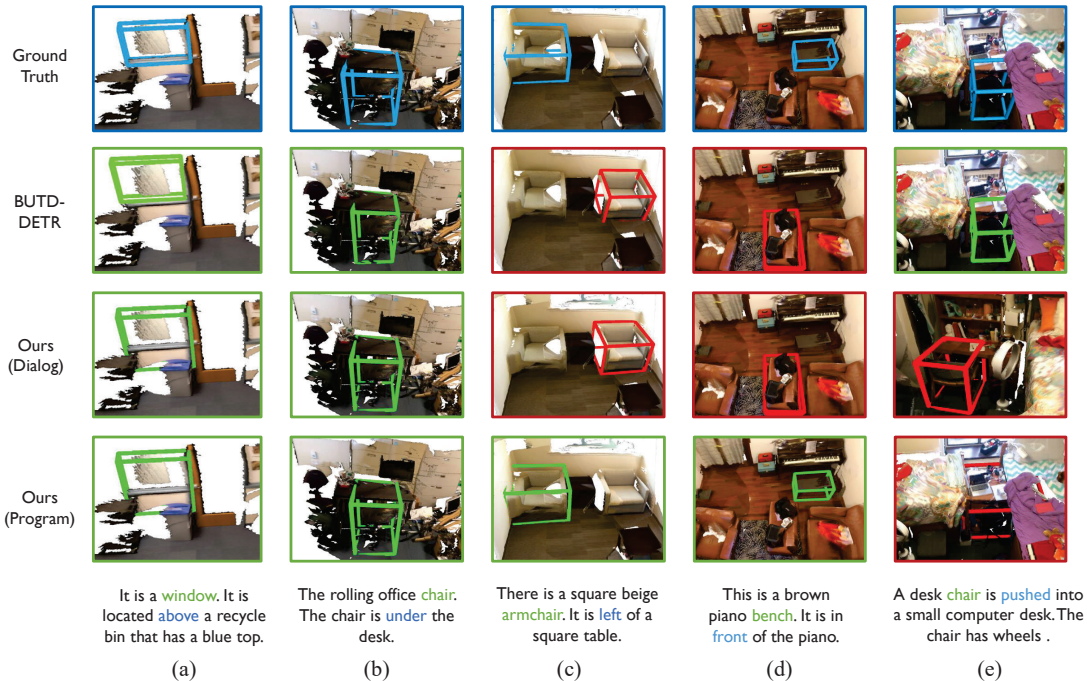 Ground
Truth
BUTD-
DETR
Ours
(Dialog)
Ours
(Program)
It is a window. It is
located above a recycle
bin that has a blue top.
(a)
The rolling office chair.
The chair is under the
desk.
(b)
There is a square beige
armchair. It is left of a
square table.
(c)
This is a brown
piano bench. It is in
front of the piano.
(d)
A desk chair is pushed into
a small computer desk. The
chair has wheels .
(e)